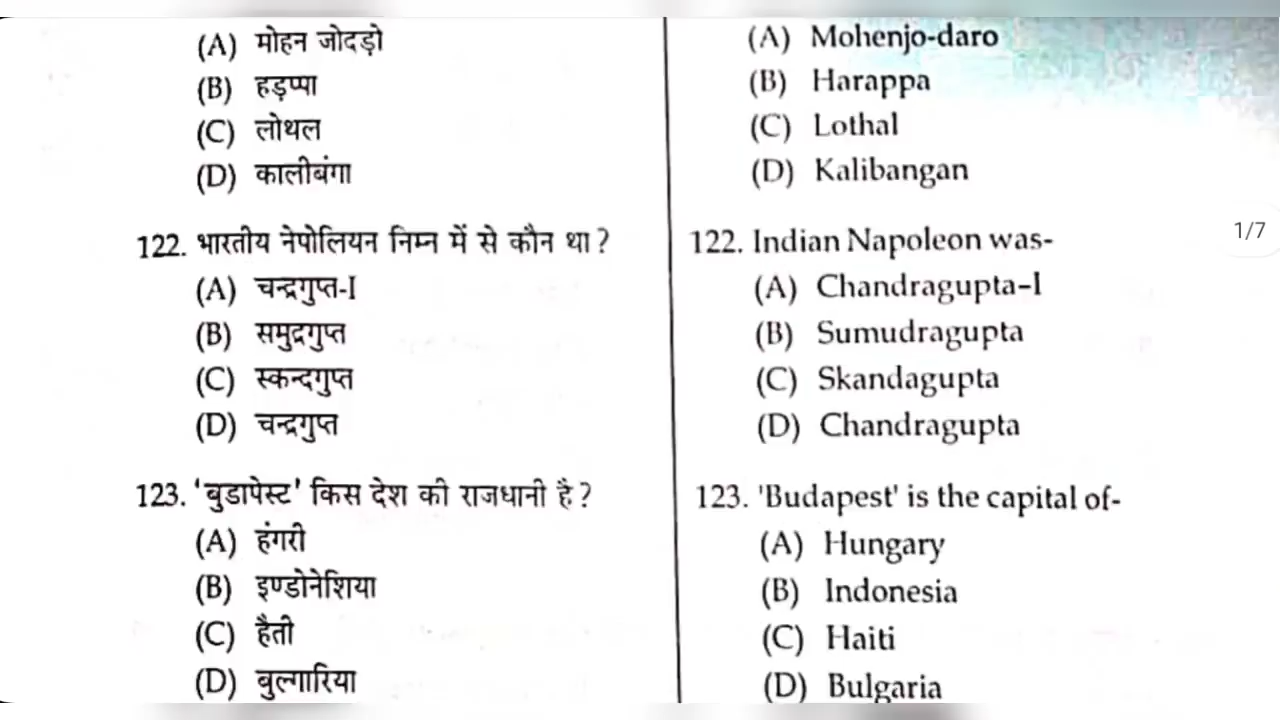 (A) मोहन जोदड़ो
(B) हड़प्पा
(C) लोथल
(D) कालीबंगा
122. भारतीय नेपोलियन निम्न में से कौन था ?
(A) चन्द्रगुप्त-I
(B) समुद्रगुप्त
(C) स्कन्दगुप्त
(D) चन्द्रगुप्त
123. 'बुडापेस्ट' किस देश की राजधानी है ?
(A) हंगरी
(B) इण्डोनेशिया
(C) हैती
(D) बुल्गारिया
(A) Mohenjo-daro
(B) Harappa
(C) Lothal
(D) Kalibangan
122. Indian Napoleon was-
(A) Chandragupta-I
(B) Sumudragupta
(C) Skandagupta
(D) Chandragupta
123. 'Budapest' is the capital of-
(A) Hungary
(B) Indonesia
(C) Haiti
(D) Bulgaria
1/7